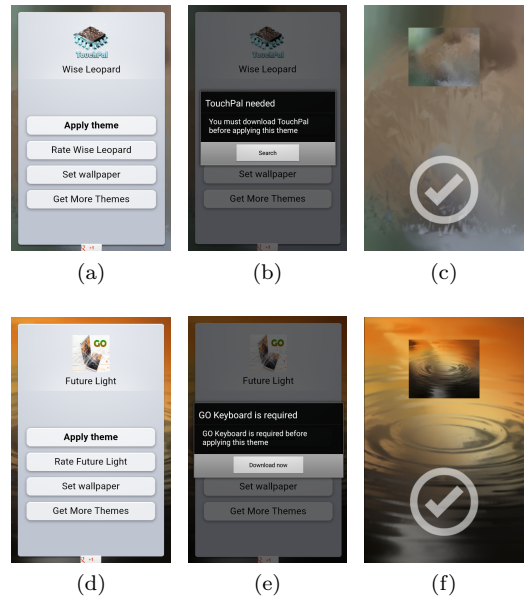 TouchPal
Wise Leopard
Apply theme
Rate Wise Leopard
Set wallpaper
Get More Themes
+1
(a)
TouchPal needed
You must download TouchPal
before applying this theme
Search
Set wallpaper
Get More Themes
(b)
(c)
GO
Future Light
Apply theme
Rate Future Light
Set wallpaper
Get More Themes
(d)
Future Light
GO Keyboard is required
GO Keyboard is required before
applying this theme
Download now
Set wallpaper
Get More Themes
(e)
(f)